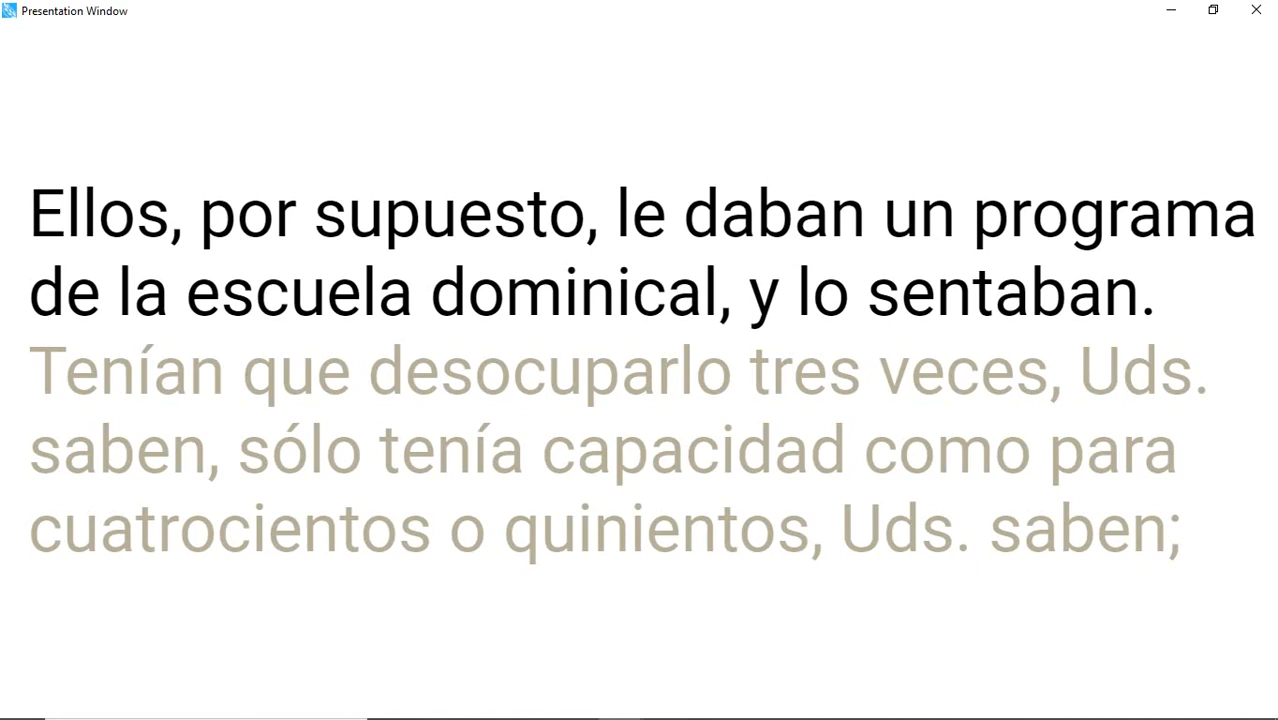 Presentation Window
Ellos, por supuesto, le daban un programa
de la escuela dominical, y lo sentaban.
Tenían que desocuparlo tres veces, Uds.
saben, sólo tenía capacidad como para
cuatrocientos o quinientos, Uds. saben;